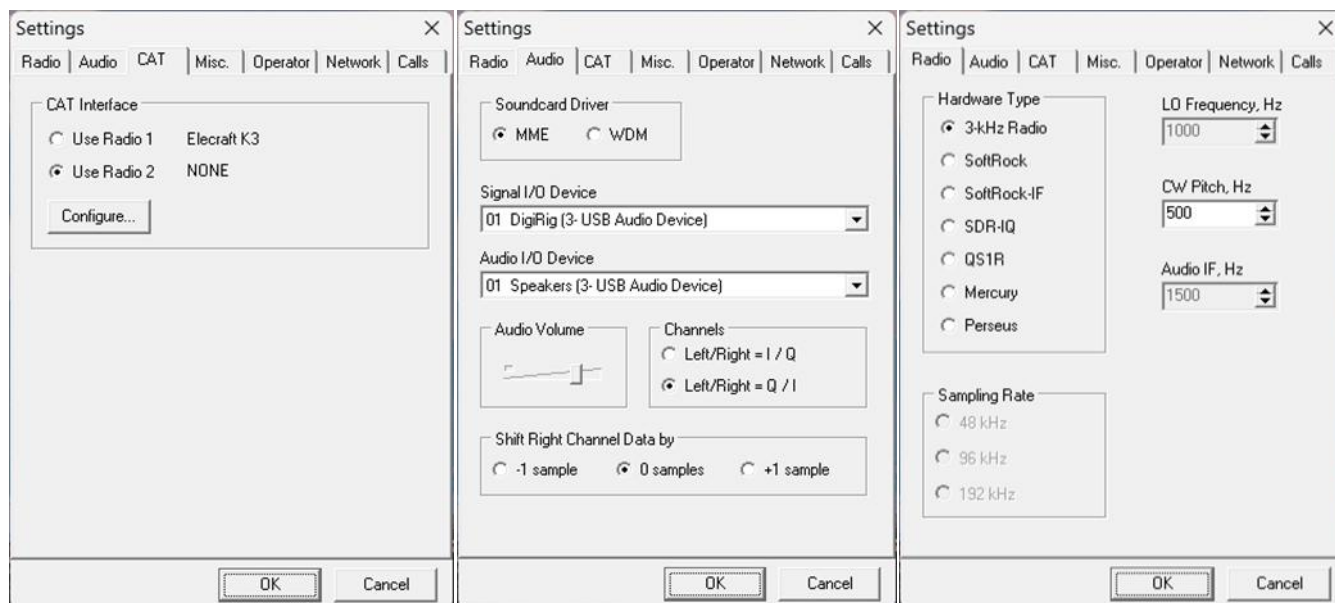 Settings
Radio Audio CAT Misc. Operator Network Calls
CAT Interface
Use Radio 1 Elecraft K3
Use Radio 2 NONE
Configure...
OK Cancel
Settings
Radio Audio CAT Misc. Operator Network Calls
Soundcard Driver
MME WDM
Signal I/O Device
01 DigiRig (3- USB Audio Device)
Audio I/O Device
01 Speakers (3- USB Audio Device)
Audio Volume
Channels
Left/Right = I / Q
Left/Right = Q / I
Shift Right Channel Data by
-1 sample 0 samples +1 sample
OK Cancel
Settings
Radio Audio CAT Misc. Operator Network Calls
Hardware Type
3-kHz Radio
SoftRock
SoftRock-IF
SDR-IQ
QS1R
Mercury
Perseus
LO Frequency, Hz
1000
CW Pitch, Hz
500
Audio IF, Hz
1500
Sampling Rate
48 kHz
96 kHz
192 kHz
OK Cancel